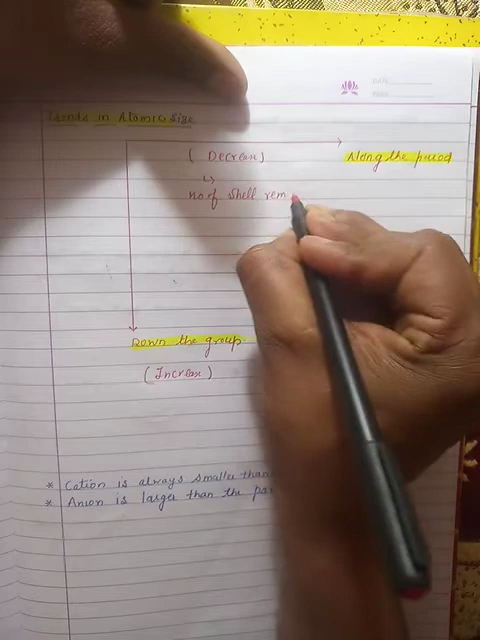 Trends in Atomic Size
Along the period
( Decrease )
↳
no of shell rem
Down the group
( Increase )
* Cation is always smaller than
* Anion is larger than the pa